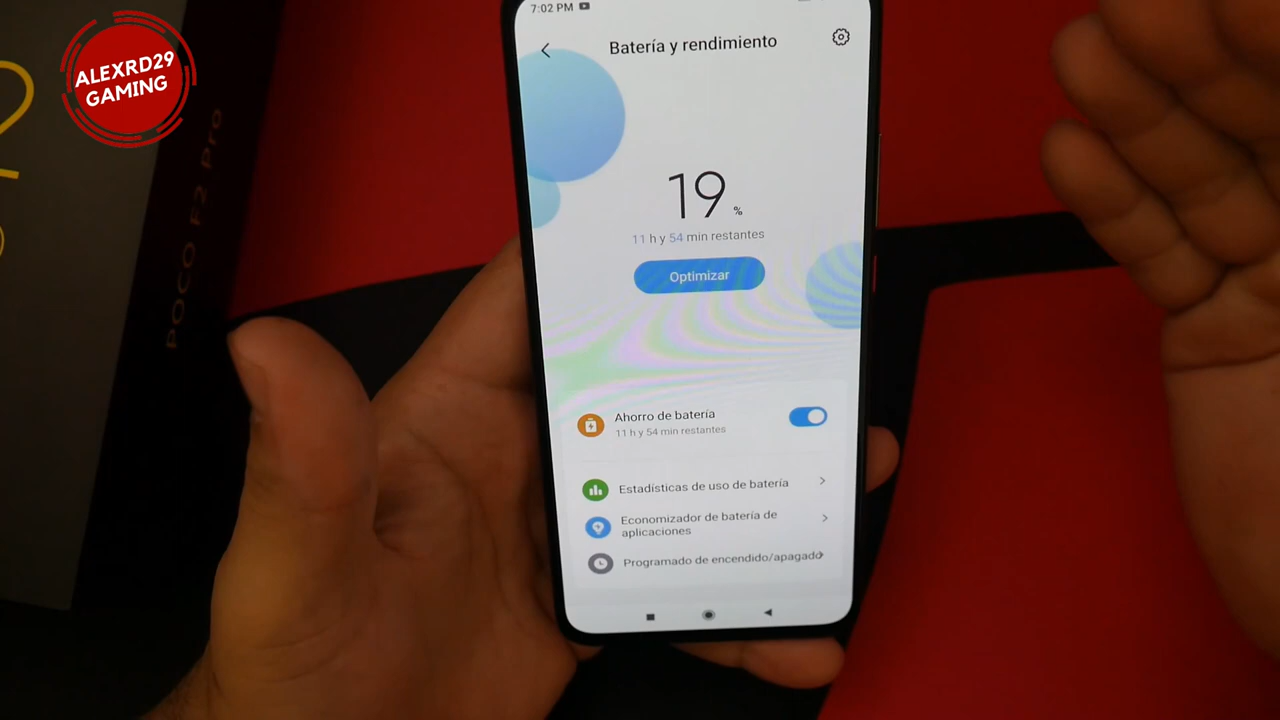 ALEXRD29
GAMING
2
POCO F2 Pro
7:02 PM
Batería y rendimiento
19 %
11 h y 54 min restantes
Optimizar
Ahorro de batería
11 h y 54 min restantes
Estadísticas de uso de batería
Economizador de batería de
aplicaciones
Programado de encendido/apagado